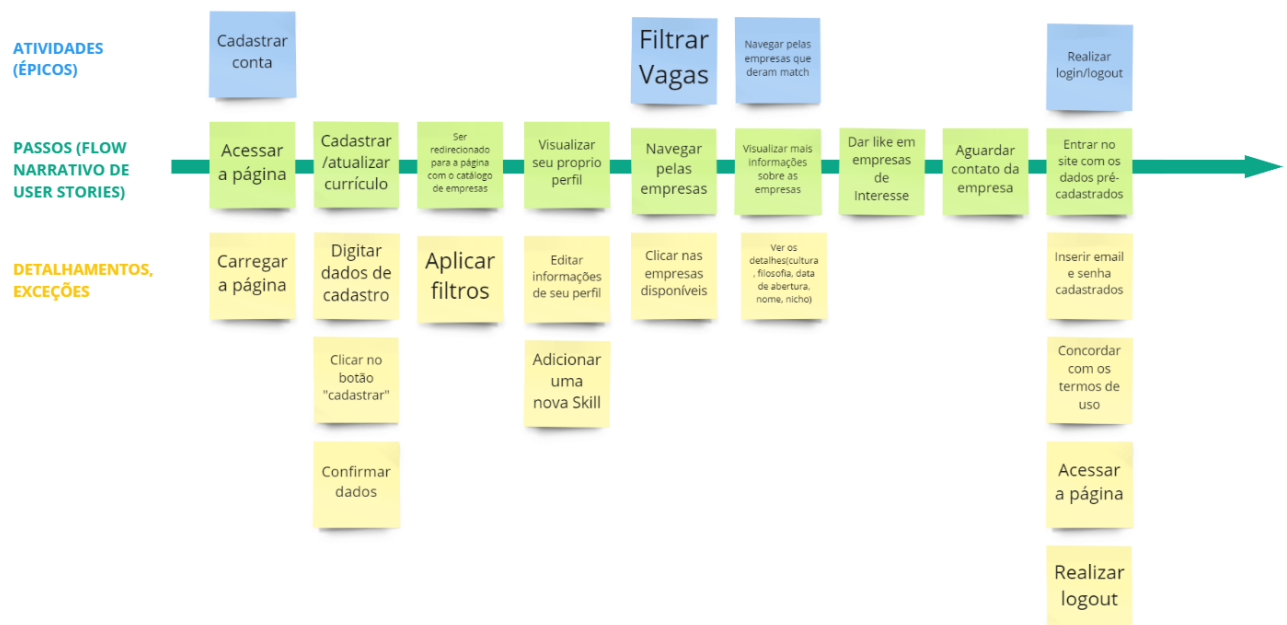 ATIVIDADES
(ÉPICOS)
Cadastrar
conta
Filtrar
Vagas
Navegar pelas
empresas que
deram match
Realizar
login/logout
PASSOS (FLOW
NARRATIVO DE
USER STORIES)
Acessar
a página
Cadastrar
/atualizar
currículo
Ser
redirecionado
para a página
com o catálogo
de empresas
Visualizar
seu proprio
perfil
Navegar
pelas
empresas
Visualizar mais
informações
sobre as
empresas
Dar like em
empresas
de
Interesse
Aguardar
contato da
empresa
Entrar no
site com os
dados pré-
cadastrados
DETALHAMENTOS,
EXCEÇÕES
Carregar
a página
Digitar
dados de
cadastro
Aplicar
filtros
Editar
informações
de seu perfil
Clicar nas
empresas
disponíveis
Ver os
detalhes(cultura
, filosofia, data
de abertura,
nome, nicho)
Inserir email
e senha
cadastrados
Clicar no
botão
"cadastrar"
Adicionar
uma
nova Skill
Concordar
com os
termos de
uso
Confirmar
dados
Acessar
a página
Realizar
logout